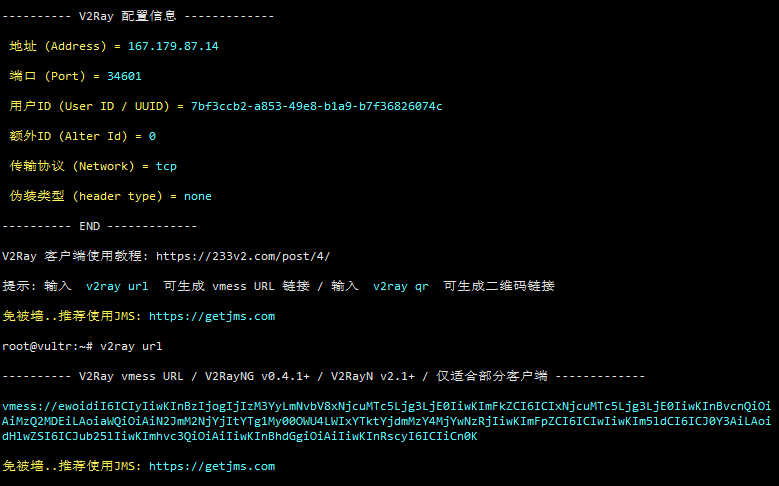 ---------- V2Ray 配置信息 -------------
地址 (Address) = 167.179.87.14
端口 (Port) = 34601
用户ID (User ID / UUID) = 7bf3ccb2-a853-49e8-b1a9-b7f36826074c
额外ID (Alter Id) = 0
传输协议 (Network) = tcp
伪装类型 (header type) = none
---------- END -------------
V2Ray 客户端使用教程: https://233v2.com/post/4/
提示: 输入 v2ray url 可生成 vmess URL 链接 / 输入 v2ray qr 可生成二维码链接
免被墙..推荐使用JMS: https://getjms.com
root@vultr:~# v2ray url
---------- V2Ray vmess URL / V2RayNG v0.4.1+ / V2RayN v2.1+ / 仅适合部分客户端 -------------
vmess://ewoidiI6ICIyIiwKInBzIjogIjIzM3YyLmNvbV8xNjcuMTc5Ljg3LjE0IiwKImFkZCI6ICIxNjcuMTc5Ljg3LjE0IiwKInBvcnQiOi
AiMzQ2MDEiLAoiaWQiOiAiN2JmM2NjYjItYTg1My00OWU4LWIxYTktYjdmMzY4MjYwNzRjIiwKImFpZCI6ICIwIiwKIm5ldCI6ICJ0Y3AiLAoi
dHlwZSI6ICJub25lIiwKImhvc3QiOiAiIiwKInBhdGgiOiAiIiwKInRscyI6ICIiCn0K
免被墙..推荐使用JMS: https://getjms.com